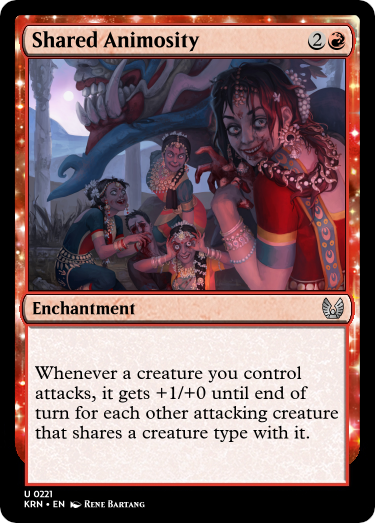 Shared Animosity 2
Enchantment
Whenever a creature you control
attacks, it gets +1/+0 until end of
turn for each other attacking creature
that shares a creature type with it.
U 0221
KRN • EN Rene Bartang